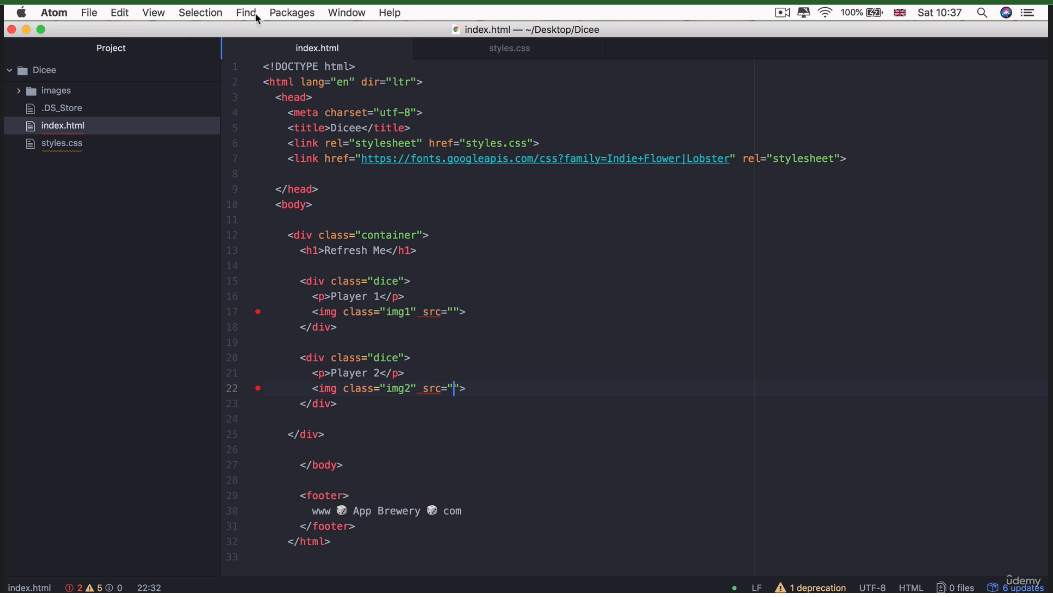 Atom File Edit View Selection Find Packages Window Help 100% Sat 10:37
index.html — ~/Desktop/Dicee
Project index.html styles.css
Dicee
images
.DS_Store
index.html
styles.css
1 <!DOCTYPE html>
2 <html lang="en" dir="ltr">
3 <head>
4 <meta charset="utf-8">
5 <title>Dicee</title>
6 <link rel="stylesheet" href="styles.css">
7 <link href="https://fonts.googleapis.com/css?family=Indie+Flower|Lobster" rel="stylesheet">
8
9 </head>
10 <body>
11
12 <div class="container">
13 <h1>Refresh Me</h1>
14
15 <div class="dice">
16 <p>Player 1</p>
17 <img class="img1" src="">
18 </div>
19
20 <div class="dice">
21 <p>Player 2</p>
22 <img class="img2" src="">
23 </div>
24
25 </div>
26
27 </body>
28
29 <footer>
30 www 🎲 App Brewery 🎲 com
31 </footer>
32 </html>
33
index.html 2 5 0 22:32 LF 1 deprecation UTF-8 HTML 0 files 6 updates
udemy